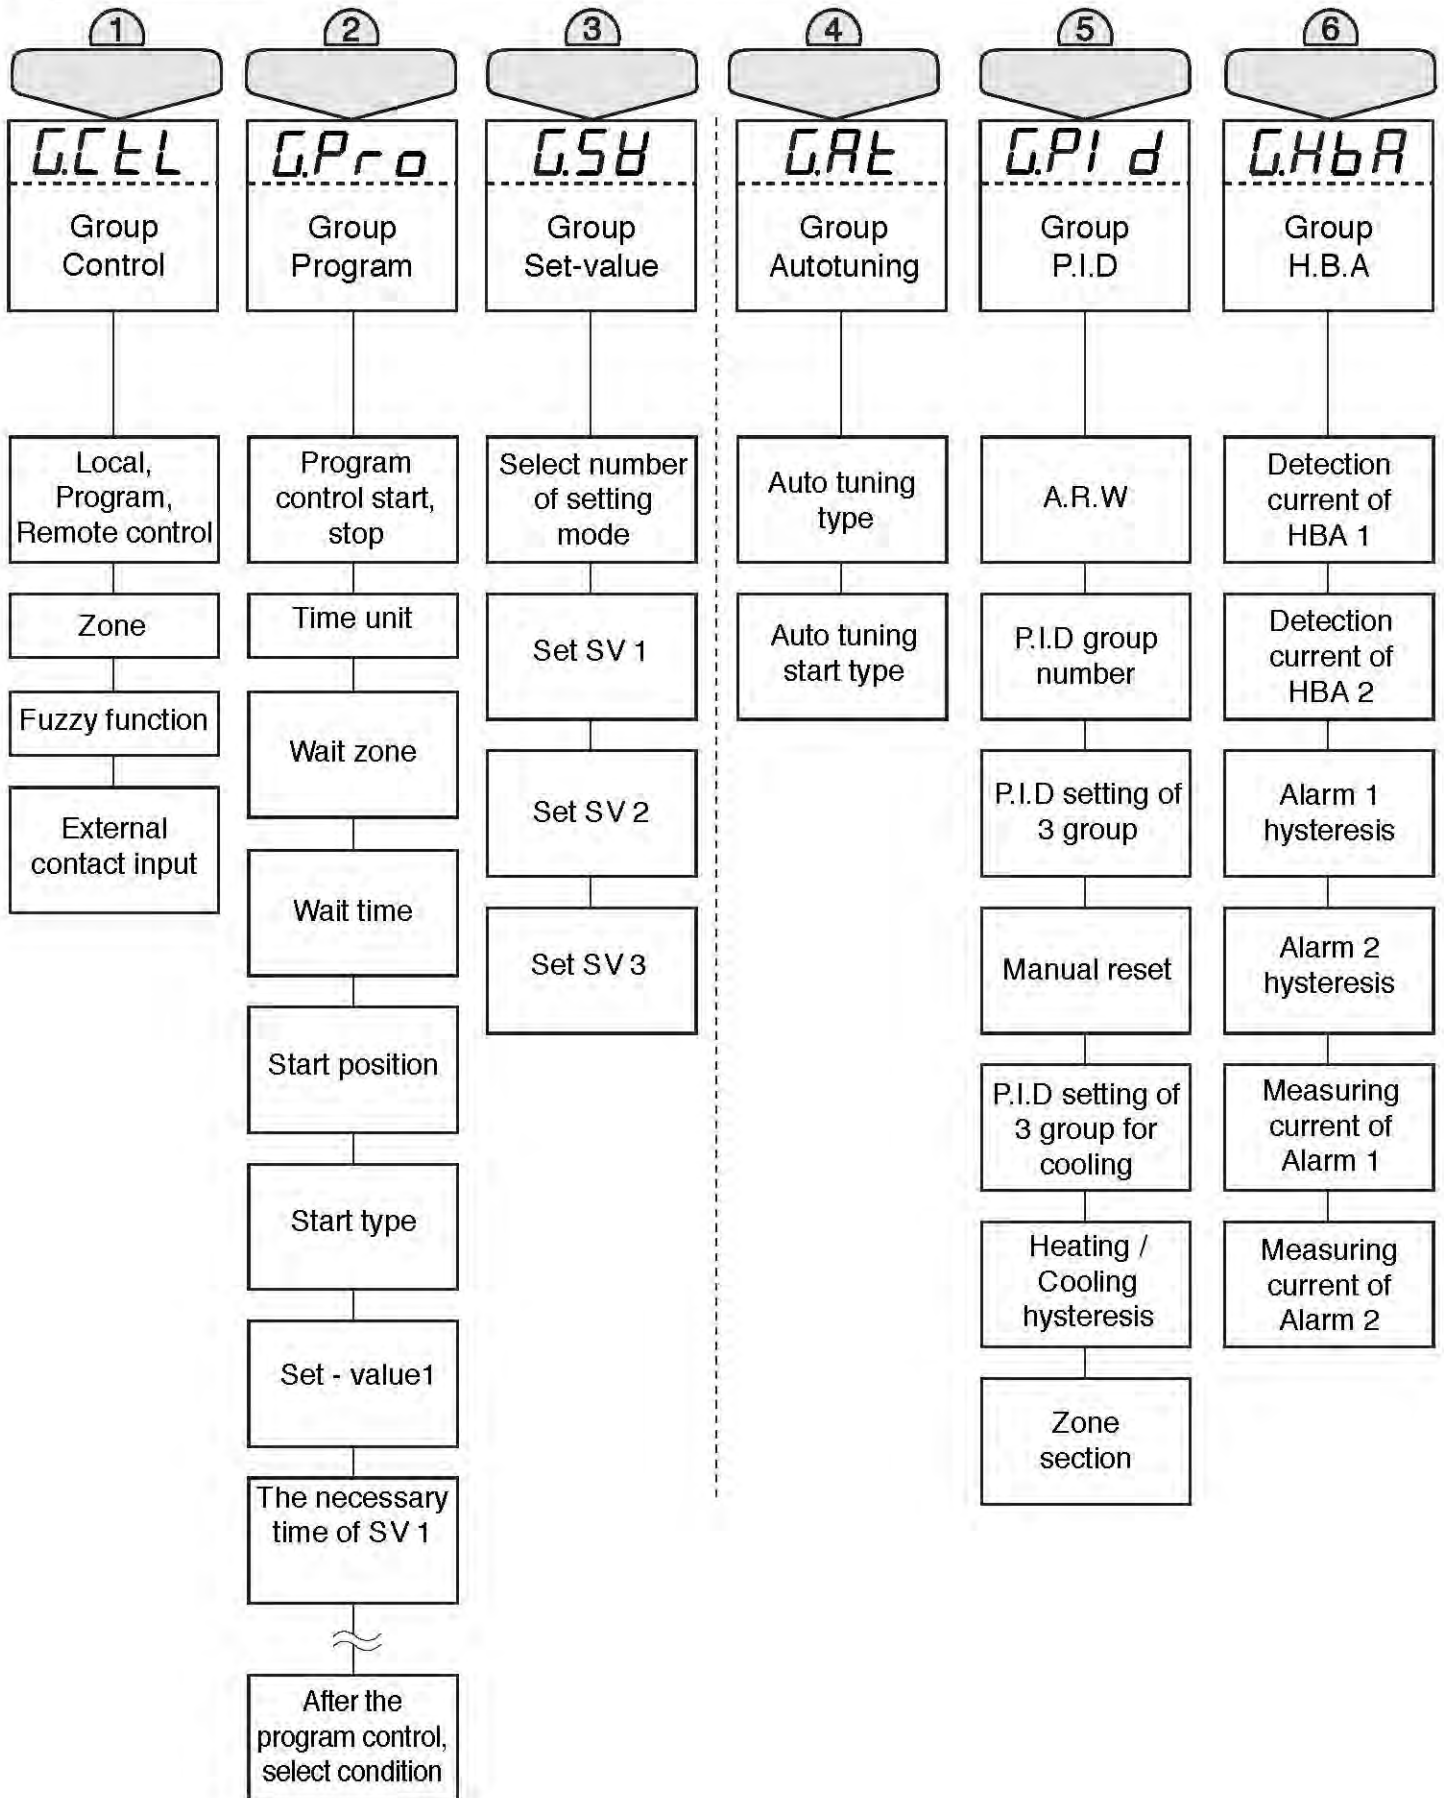 1
2
3
4
5
6
G.CtL
Group
Control
Local,
Program,
Remote control
Zone
Fuzzy function
External
contact input
G.Pro
Group
Program
Program
control start,
stop
Time unit
Wait zone
Wait time
Start position
Start type
Set - value1
The necessary
time of SV 1
After the
program control,
select condition
G.SV
Group
Set-value
Select number
of setting
mode
Set SV 1
Set SV 2
Set SV 3
G.At
Group
Autotuning
Auto tuning
type
Auto tuning
start type
G.PI d
Group
P.I.D
A.R.W
P.I.D group
number
P.I.D setting of
3 group
Manual reset
P.I.D setting of
3 group for
cooling
Heating /
Cooling
hysteresis
Zone
section
G.HbA
Group
H.B.A
Detection
current of
HBA 1
Detection
current of
HBA 2
Alarm 1
hysteresis
Alarm 2
hysteresis
Measuring
current of
Alarm 1
Measuring
current of
Alarm 2